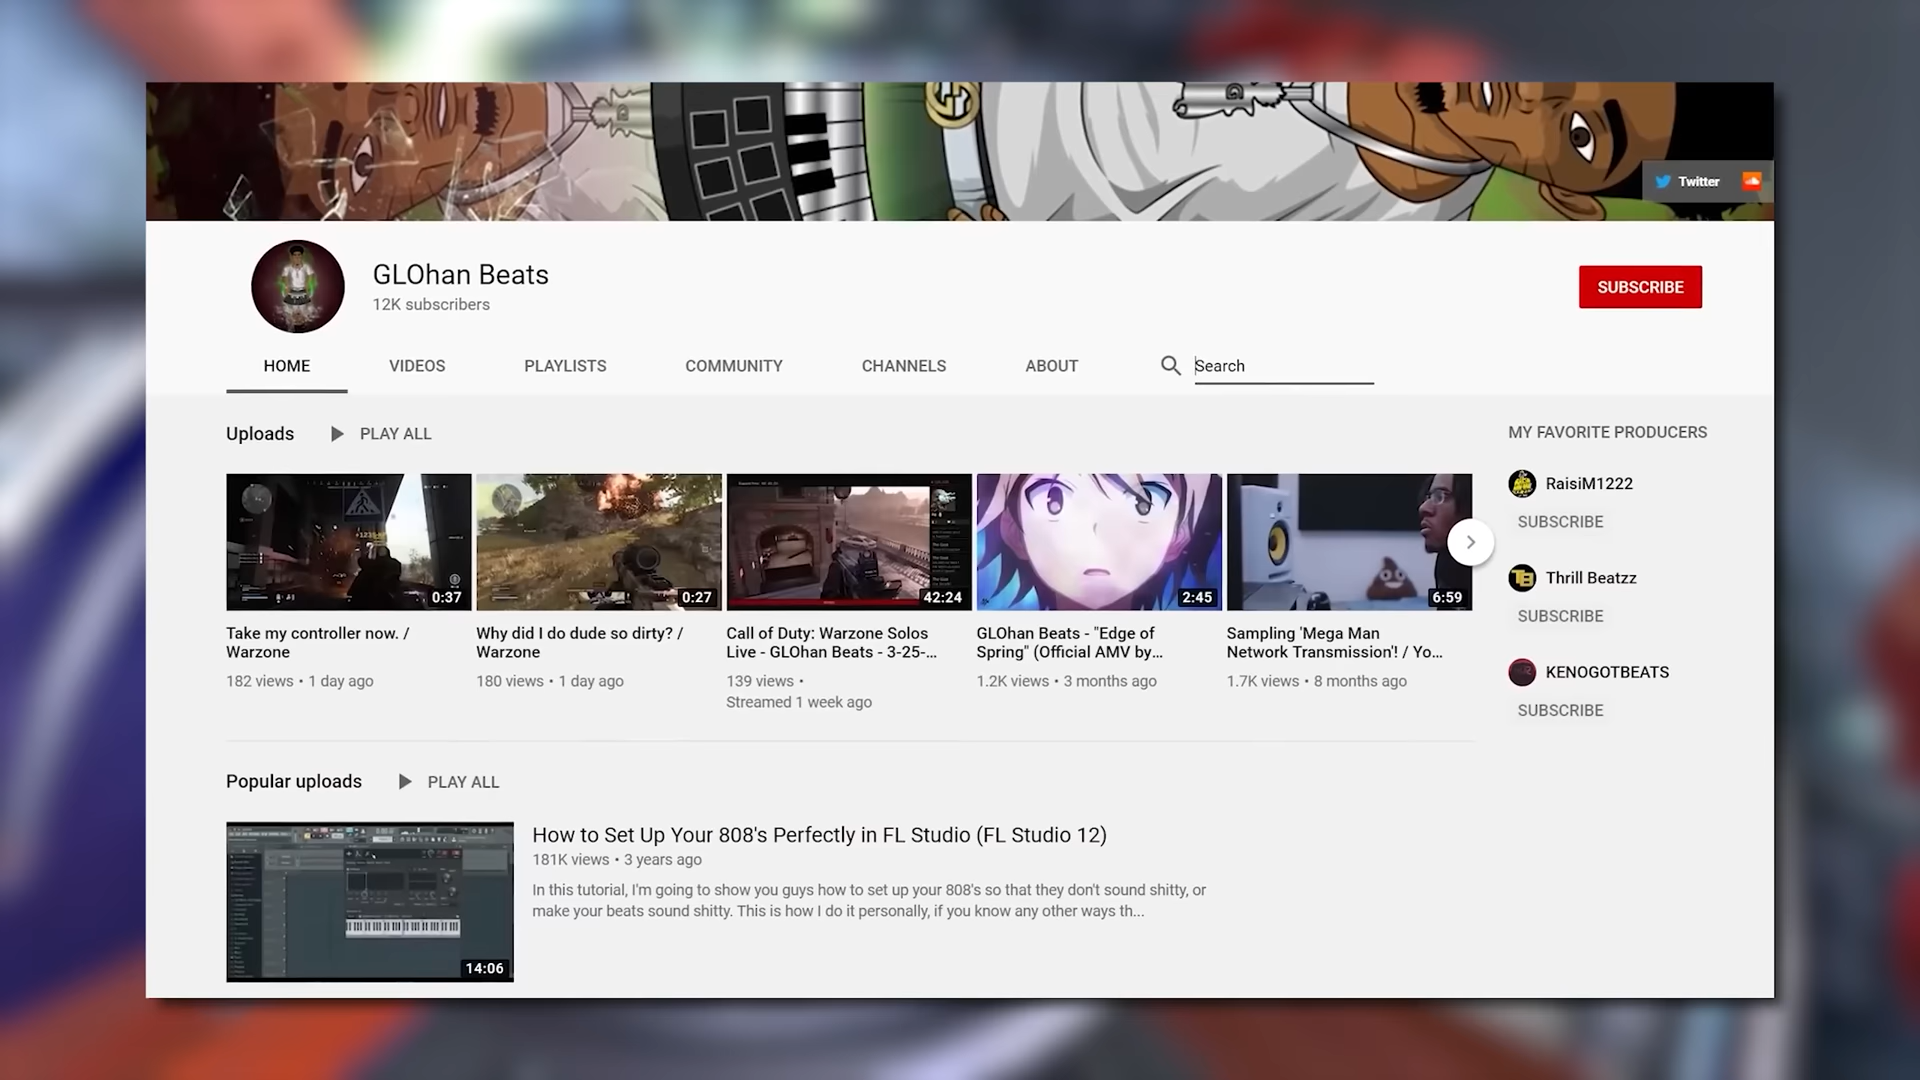 Twitter
GLOhan Beats
12K subscribers
SUBSCRIBE
HOME
VIDEOS
PLAYLISTS
COMMUNITY
CHANNELS
ABOUT
Search
Uploads
PLAY ALL
0:37
Take my controller now. /
Warzone
182 views • 1 day ago
0:27
Why did I do dude so dirty? /
Warzone
180 views • 1 day ago
42:24
Call of Duty: Warzone Solos
Live - GLOhan Beats - 3-25-...
139 views •
Streamed 1 week ago
2:45
GLOhan Beats - "Edge of
Spring" (Official AMV by...
1.2K views • 3 months ago
6:59
Sampling 'Mega Man
Network Transmission'! / Yo...
1.7K views • 8 months ago
MY FAVORITE PRODUCERS
RaisiM1222
SUBSCRIBE
TB
Thrill Beatzz
SUBSCRIBE
KENOGOTBEATS
SUBSCRIBE
Popular uploads
PLAY ALL
14:06
How to Set Up Your 808's Perfectly in FL Studio (FL Studio 12)
181K views • 3 years ago
In this tutorial, I'm going to show you guys how to set up your 808's so that they don't sound shitty, or
make your beats sound shitty. This is how I do it personally, if you know any other ways th...